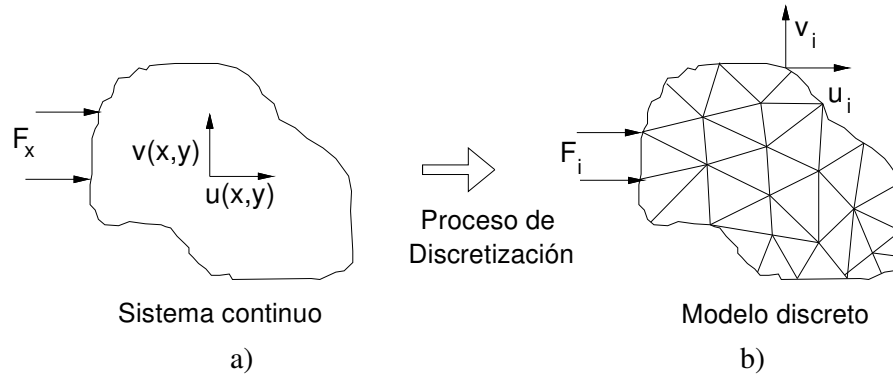 F_x
v(x,y)
u(x,y)
Sistema continuo
a)
Proceso de
Discretización
v_i
u_i
F_i
Modelo discreto
b)